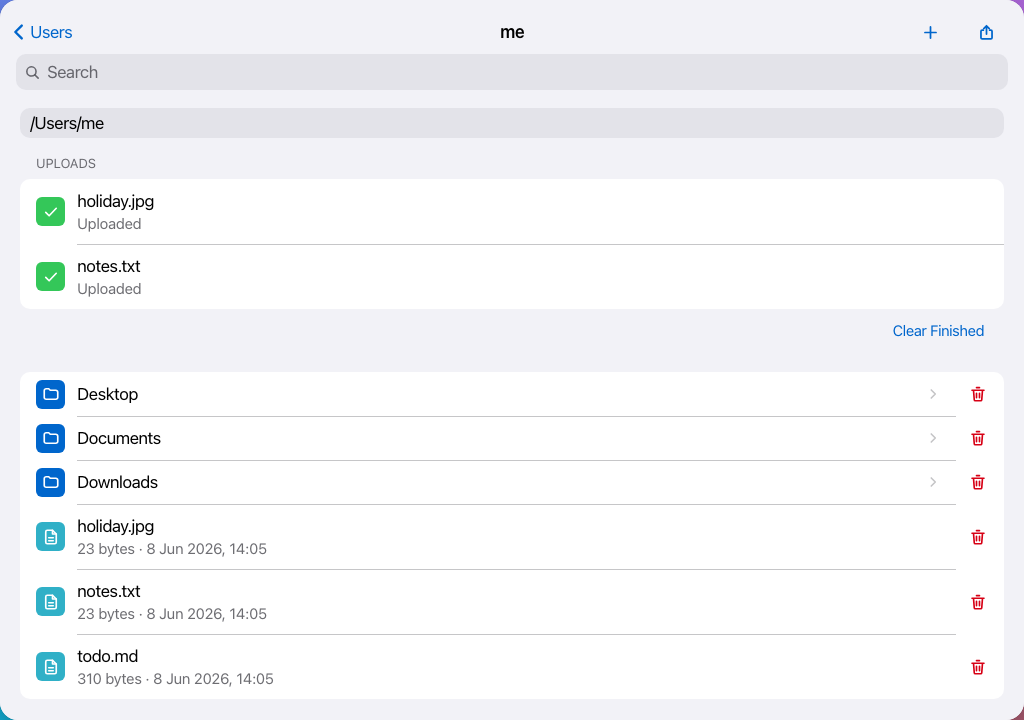 Users
me
Search
/Users/me
UPLOADS
holiday.jpg
Uploaded
notes.txt
Uploaded
Clear Finished
Desktop
Documents
Downloads
holiday.jpg
23 bytes · 8 Jun 2026, 14:05
notes.txt
23 bytes · 8 Jun 2026, 14:05
todo.md
310 bytes · 8 Jun 2026, 14:05